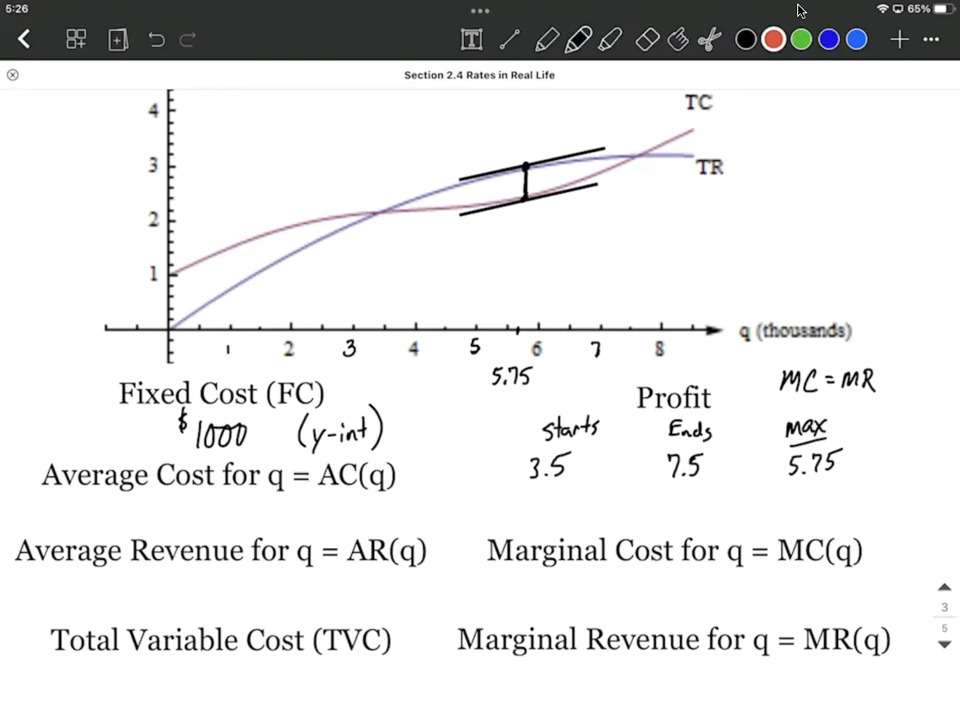 5:26
65%
Section 2.4 Rates in Real Life
4
TC
3
TR
2
1
q (thousands)
1 2 3 4 5 6 7 8
5.75
MC = MR
Fixed Cost (FC)
Profit
$1000 (y-int)
starts Ends max
3.5 7.5 5.75
Average Cost for q = AC(q)
Average Revenue for q = AR(q)
Marginal Cost for q = MC(q)
3
5
Total Variable Cost (TVC)
Marginal Revenue for q = MR(q)